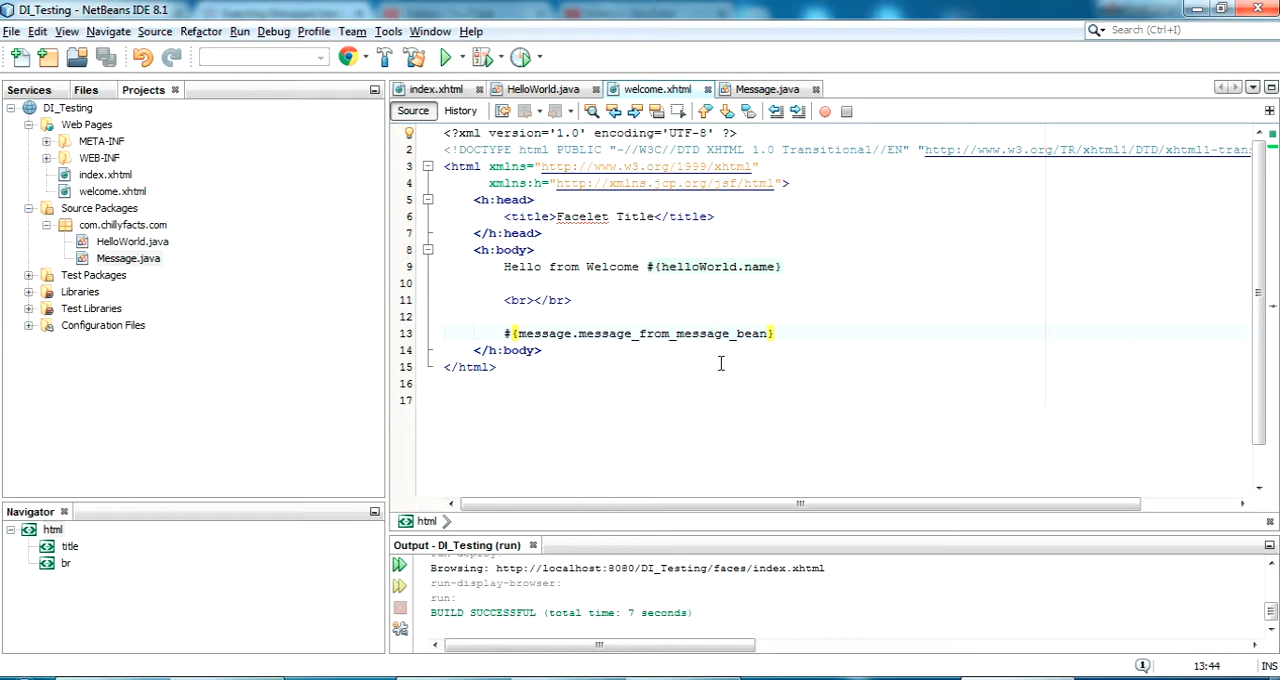 DI_Testing - NetBeans IDE 8.1
File Edit View Navigate Source Refactor Run Debug Profile Team Tools Window Help
Search (Ctrl+I)
Services Files Projects
index.xhtml HelloWorld.java welcome.xhtml Message.java
Source History
DI_Testing
Web Pages
META-INF
WEB-INF
index.xhtml
welcome.xhtml
Source Packages
com.chillyfacts.com
HelloWorld.java
Message.java
Test Packages
Libraries
Test Libraries
Configuration Files
<?xml version='1.0' encoding='UTF-8' ?>
2 <!DOCTYPE html PUBLIC "-//W3C//DTD XHTML 1.0 Transitional//EN" "http://www.w3.org/TR/xhtml1/DTD/xhtml1-trans
3 <html xmlns="http://www.w3.org/1999/xhtml"
4 xmlns:h="http://xmlns.jcp.org/jsf/html">
5 <h:head>
6 <title>Facelet Title</title>
7 </h:head>
8 <h:body>
9 Hello from Welcome #{helloWorld.name}
10
11 <br></br>
12
13 #{message.message_from_message_bean}
14 </h:body>
15 </html>
16
17
Navigator
html
title
br
html
Output - DI_Testing (run)
Browsing: http://localhost:8080/DI_Testing/faces/index.xhtml
run-display-browser:
run:
BUILD SUCCESSFUL (total time: 7 seconds)
1 13:44 INS